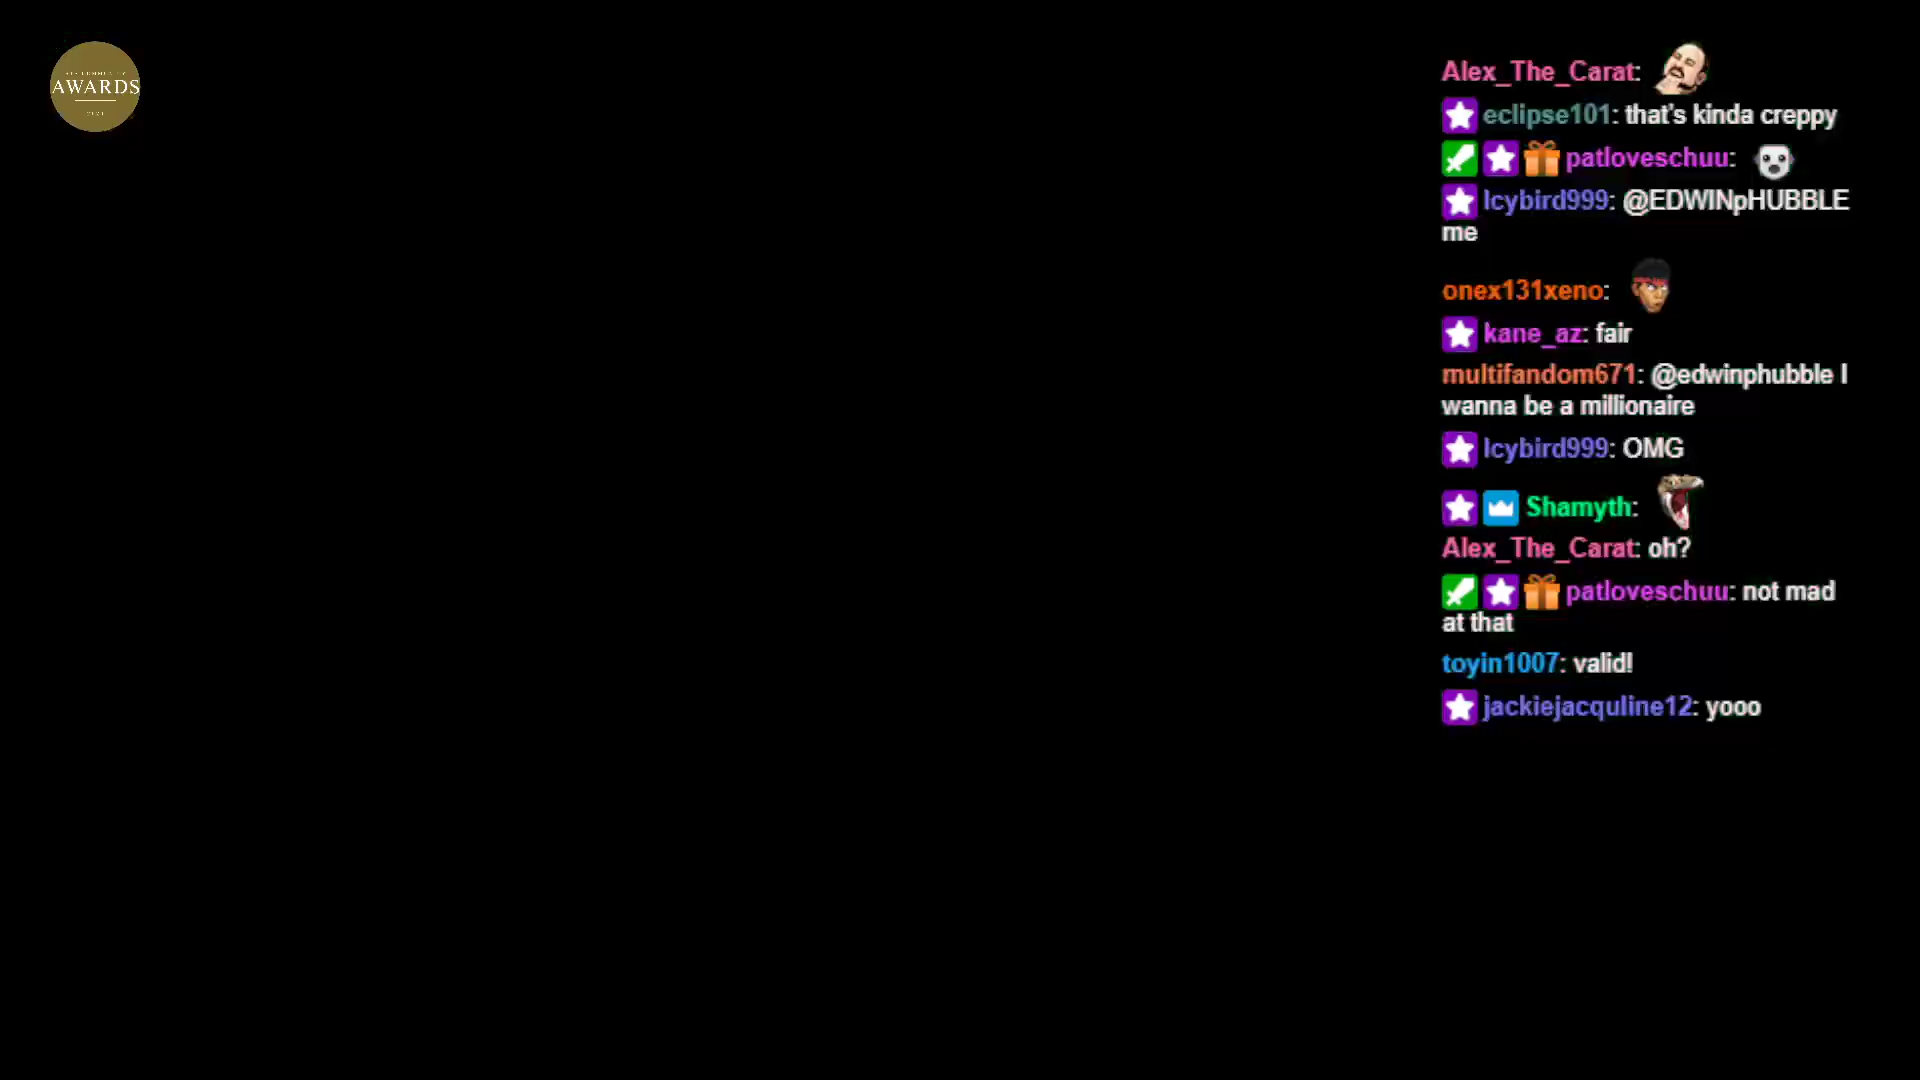 AWARDS
Alex_The_Carat:
eclipse101: that's kinda creppy
patloveschuu:
Icybird999: @EDWINpHUBBLE
me
onex131xeno:
kane_az: fair
multifandom671: @edwinphubble I
wanna be a millionaire
Icybird999: OMG
Shamyth:
Alex_The_Carat: oh?
patloveschuu: not mad
at that
toyin1007: valid!
jackiejacquline12: yooo